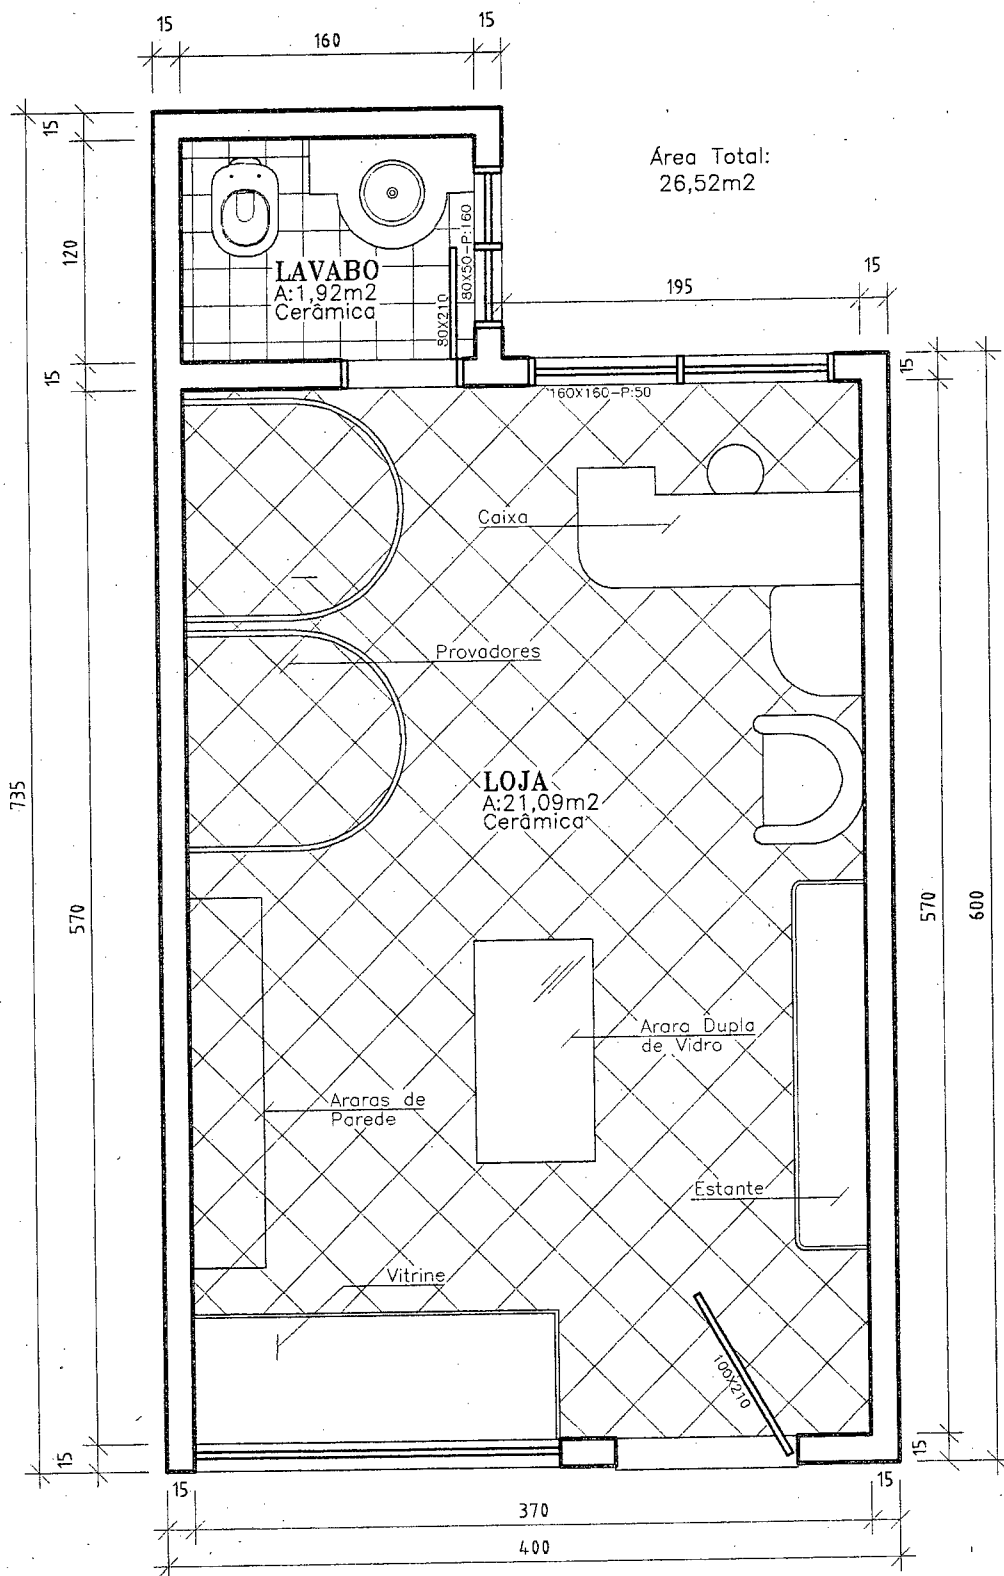 15
160
15
15
Área Total:
26,52m2
120
80X50-P:160
LAVABO
A:1,92m2
Cerâmica
80X210
195
15
15
15
160X160-P:50
Caixa
Provadores
LOJA
A:21,09m2
Cerâmica
735
570
570
600
Arara Dupla
de Vidro
Araras de
Parede
Estante
Vitrine
100X210
15
15
15
15
370
400